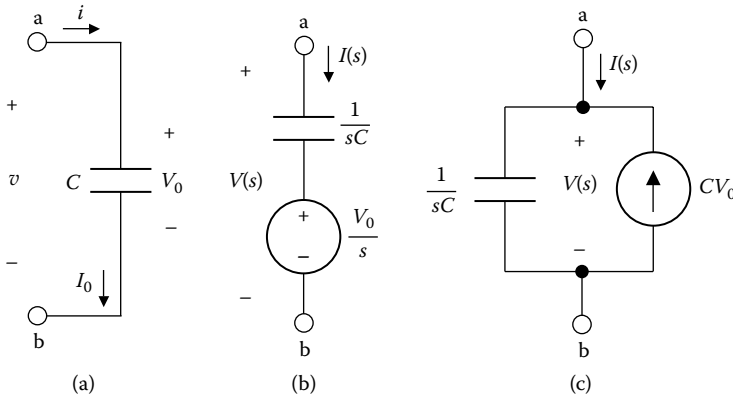 a
i
+
v
–
C
+
V₀
–
I₀
b
(a)
a
+
I(s)
1/sC
V(s)
+
–
V₀/s
–
b
(b)
a
I(s)
1/sC
+
V(s)
–
CV₀
b
(c)